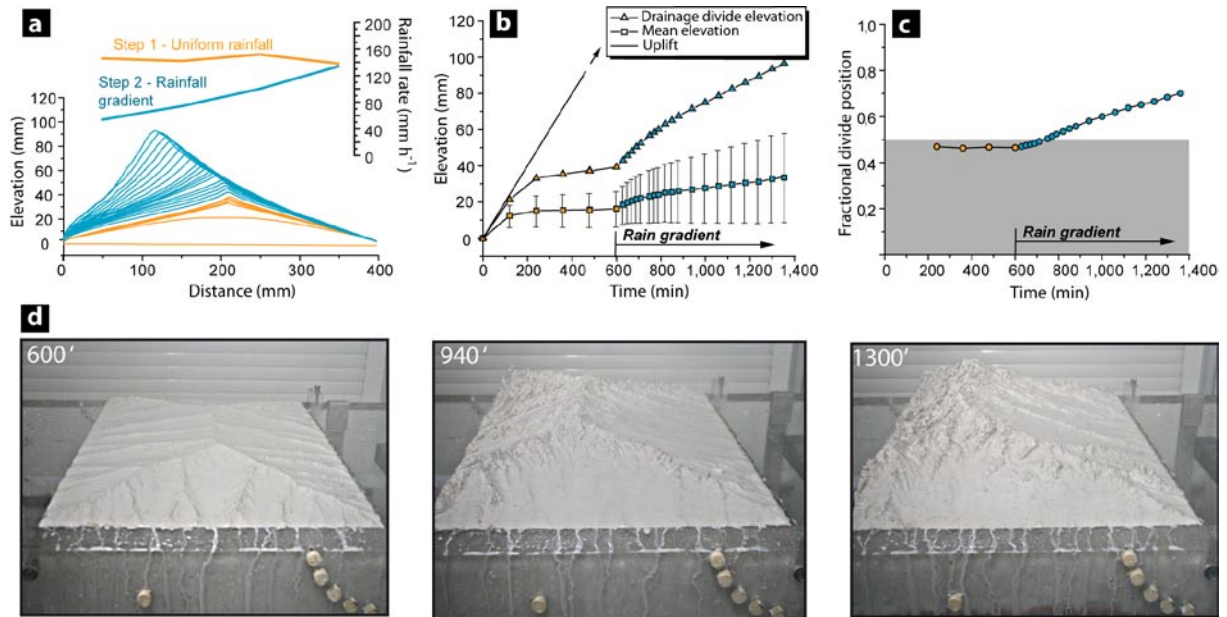 a
Step 1 - Uniform rainfall
Step 2 - Rainfall
gradient
Elevation (mm)
120
100
80
60
40
20
0
0
100
200
300
400
Distance (mm)
200
160
120
80
40
0
Rainfall rate (mm h-1)
b
Drainage divide elevation
Mean elevation
Uplift
Elevation (mm)
120
100
80
60
40
20
0
Rain gradient
0
200
400
600
800
1,000
1,200
1,400
Time (min)
c
Fractional divide position
1,0
0,8
0,6
0,4
0,2
Rain gradient
0
200
400
600
800
1,000
1,200
1,400
Time (min)
d
600′
940′
1300′